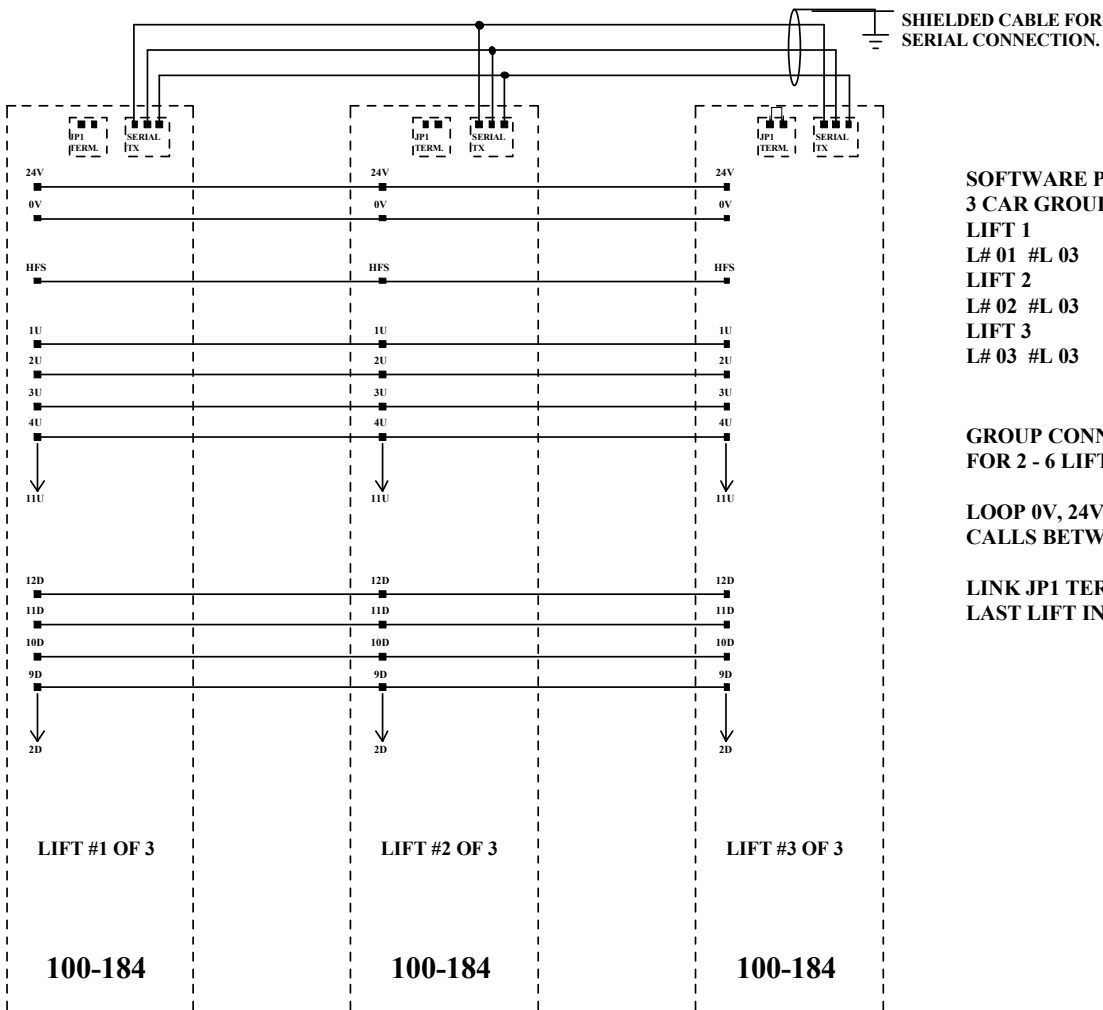 SHIELDED CABLE FOR
SERIAL CONNECTION.
JP1 TERM.
SERIAL TX
JP1 TERM.
SERIAL TX
JP1 TERM.
SERIAL TX
24V 24V 24V
0V 0V 0V
HFS HFS HFS
1U 1U 1U
2U 2U 2U
3U 3U 3U
4U 4U 4U
11U 11U 11U
12D 12D 12D
11D 11D 11D
10D 10D 10D
9D 9D 9D
2D 2D 2D
LIFT #1 OF 3 LIFT #2 OF 3 LIFT #3 OF 3
100-184 100-184 100-184
SOFTWARE P
3 CAR GROU
LIFT 1
L# 01 #L 03
LIFT 2
L# 02 #L 03
LIFT 3
L# 03 #L 03
GROUP CONN
FOR 2 - 6 LIFT
LOOP 0V, 24V
CALLS BETW
LINK JP1 TER
LAST LIFT IN